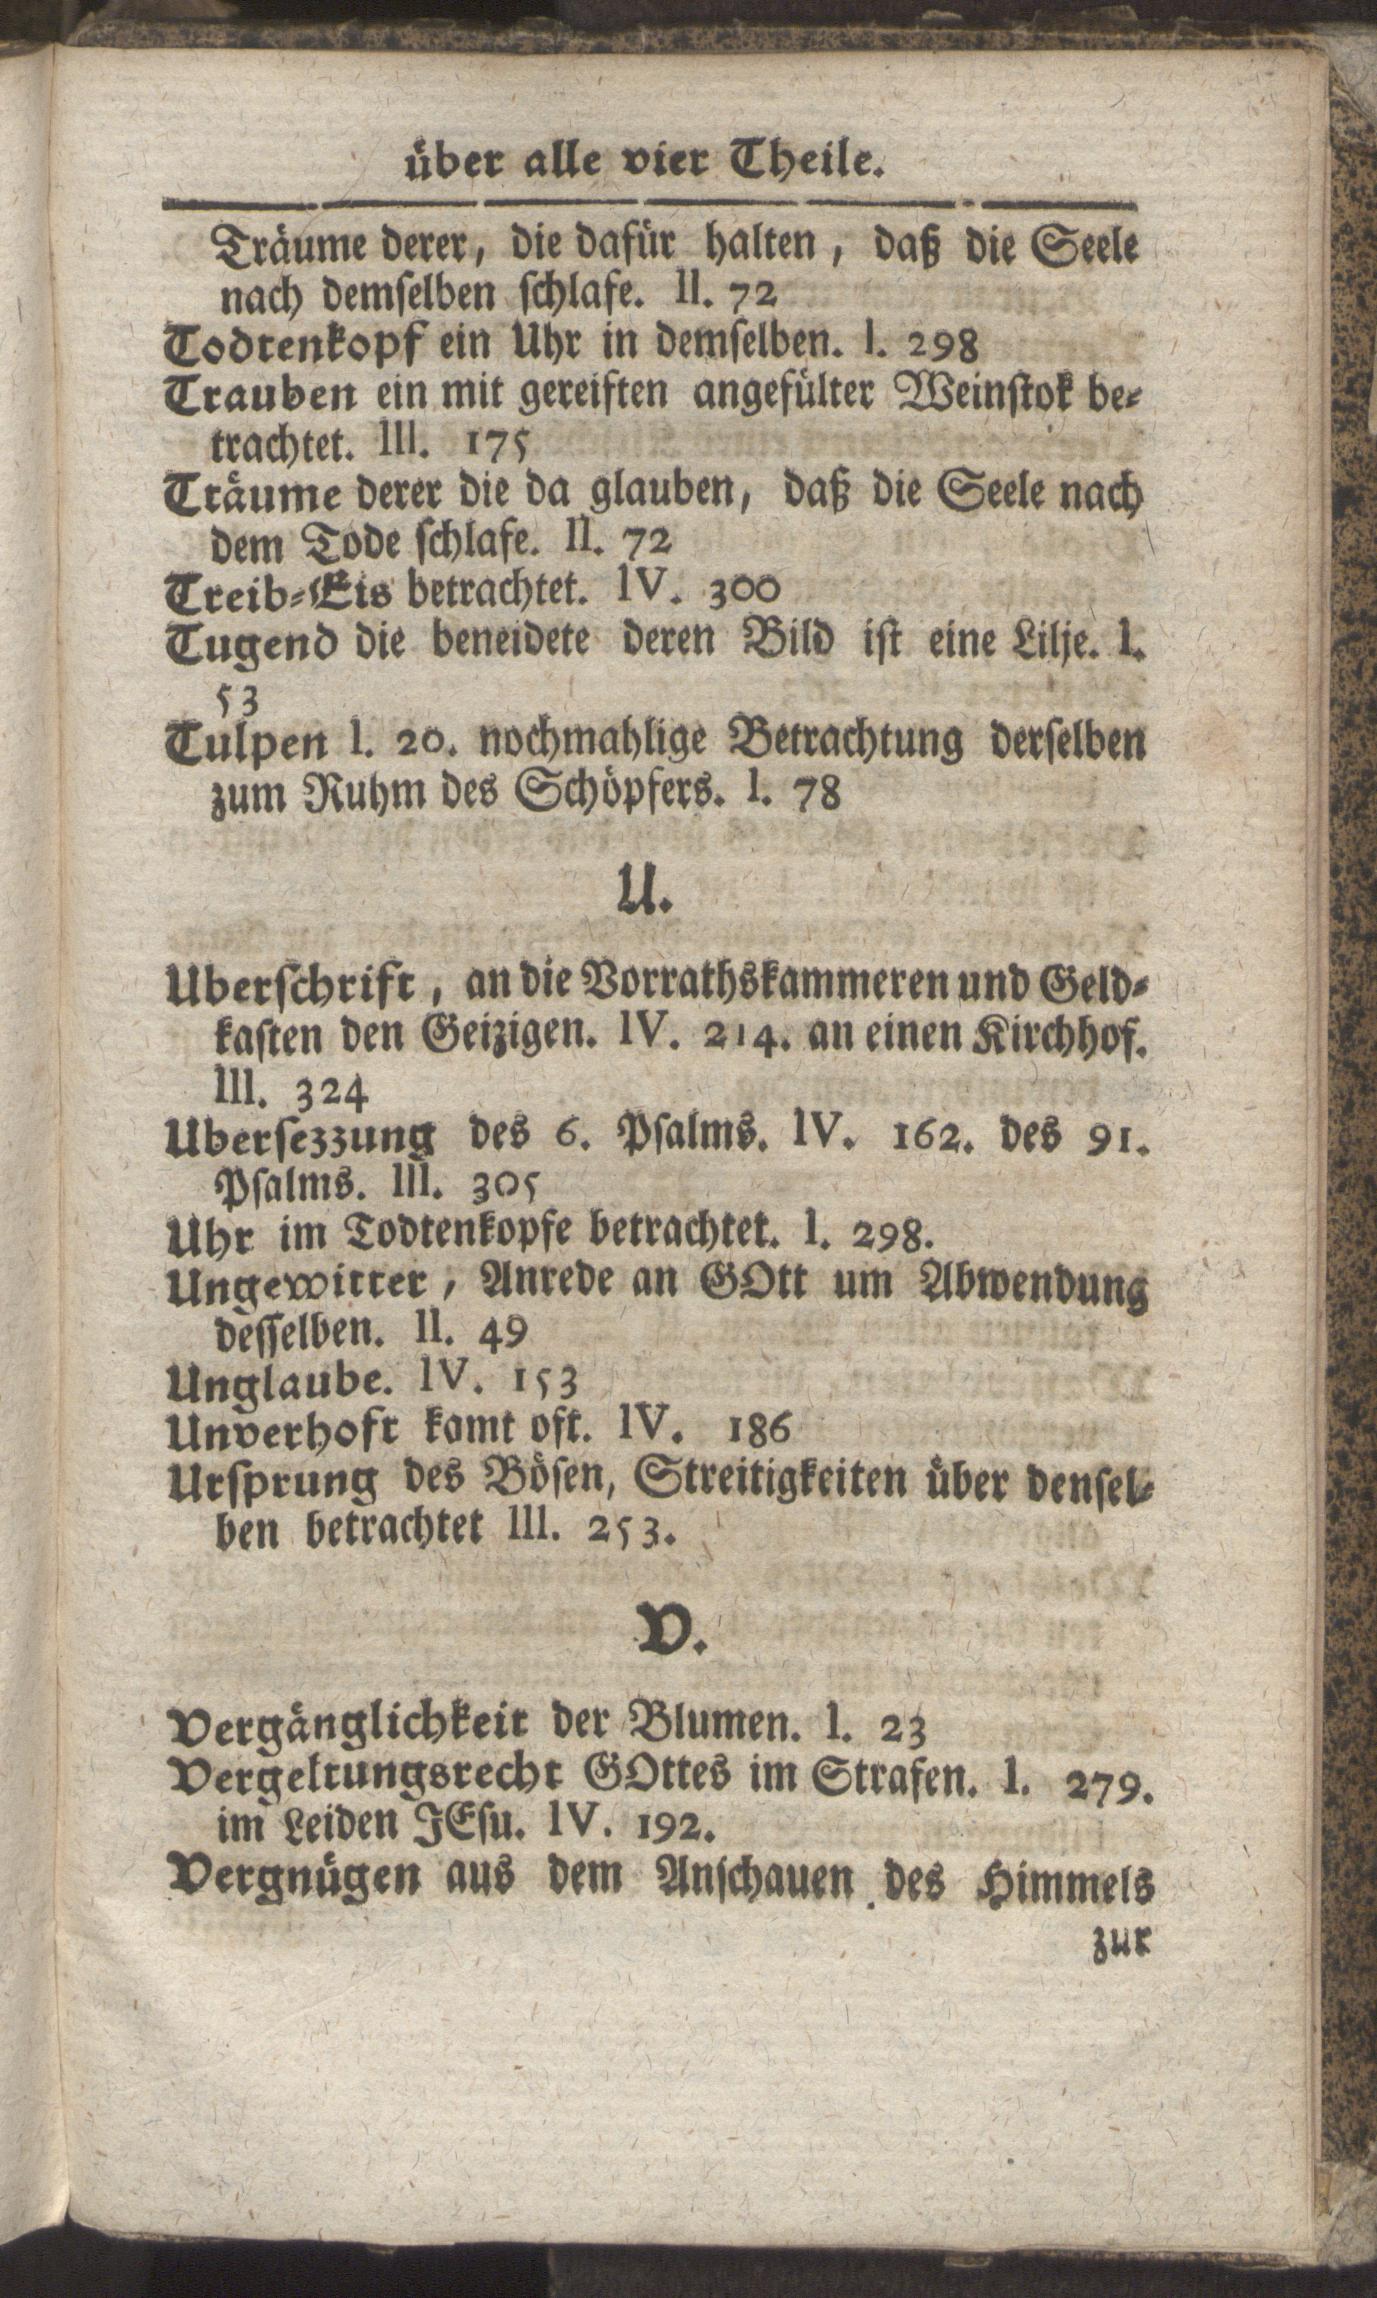 über alle vier Theile.
Träume derer, die dafür halten, daß die Seele
nach demselben schlafe. II. 72
Todtenkopf ein Uhr in demselben. I. 298
Trauben ein mit gereiften angefülter Weinstok be-
trachtet. III. 175
Träume derer die da glauben, daß die Seele nach
dem Tode schlafe. II. 72
Treib-Eis betrachtet. IV. 300
Tugend die beneidete deren Bild ist eine Lilje. I.
53
Tulpen I. 20. nochmahlige Betrachtung derselben
zum Ruhm des Schöpfers. I. 78
U.
Uberschrift, an die Vorrathskammeren und Geld-
kasten den Geizigen. IV. 214. an einen Kirchhof.
III. 324
Ubersezzung des 6. Psalms. IV. 162. des 91.
Psalms. III. 305
Uhr im Todtenkopfe betrachtet. I. 298.
Ungewitter, Anrede an GOtt um Abwendung
desselben. II. 49
Unglaube. IV. 153
Unverhoft kamt oft. IV. 186
Ursprung des Bösen, Streitigkeiten über densel-
ben betrachtet III. 253.
V.
Vergänglichkeit der Blumen. I. 23
Vergeltungsrecht GOttes im Strafen. I. 279.
im Leiden JEsu. IV. 192.
Vergnügen aus dem Anschauen des Himmels
zur